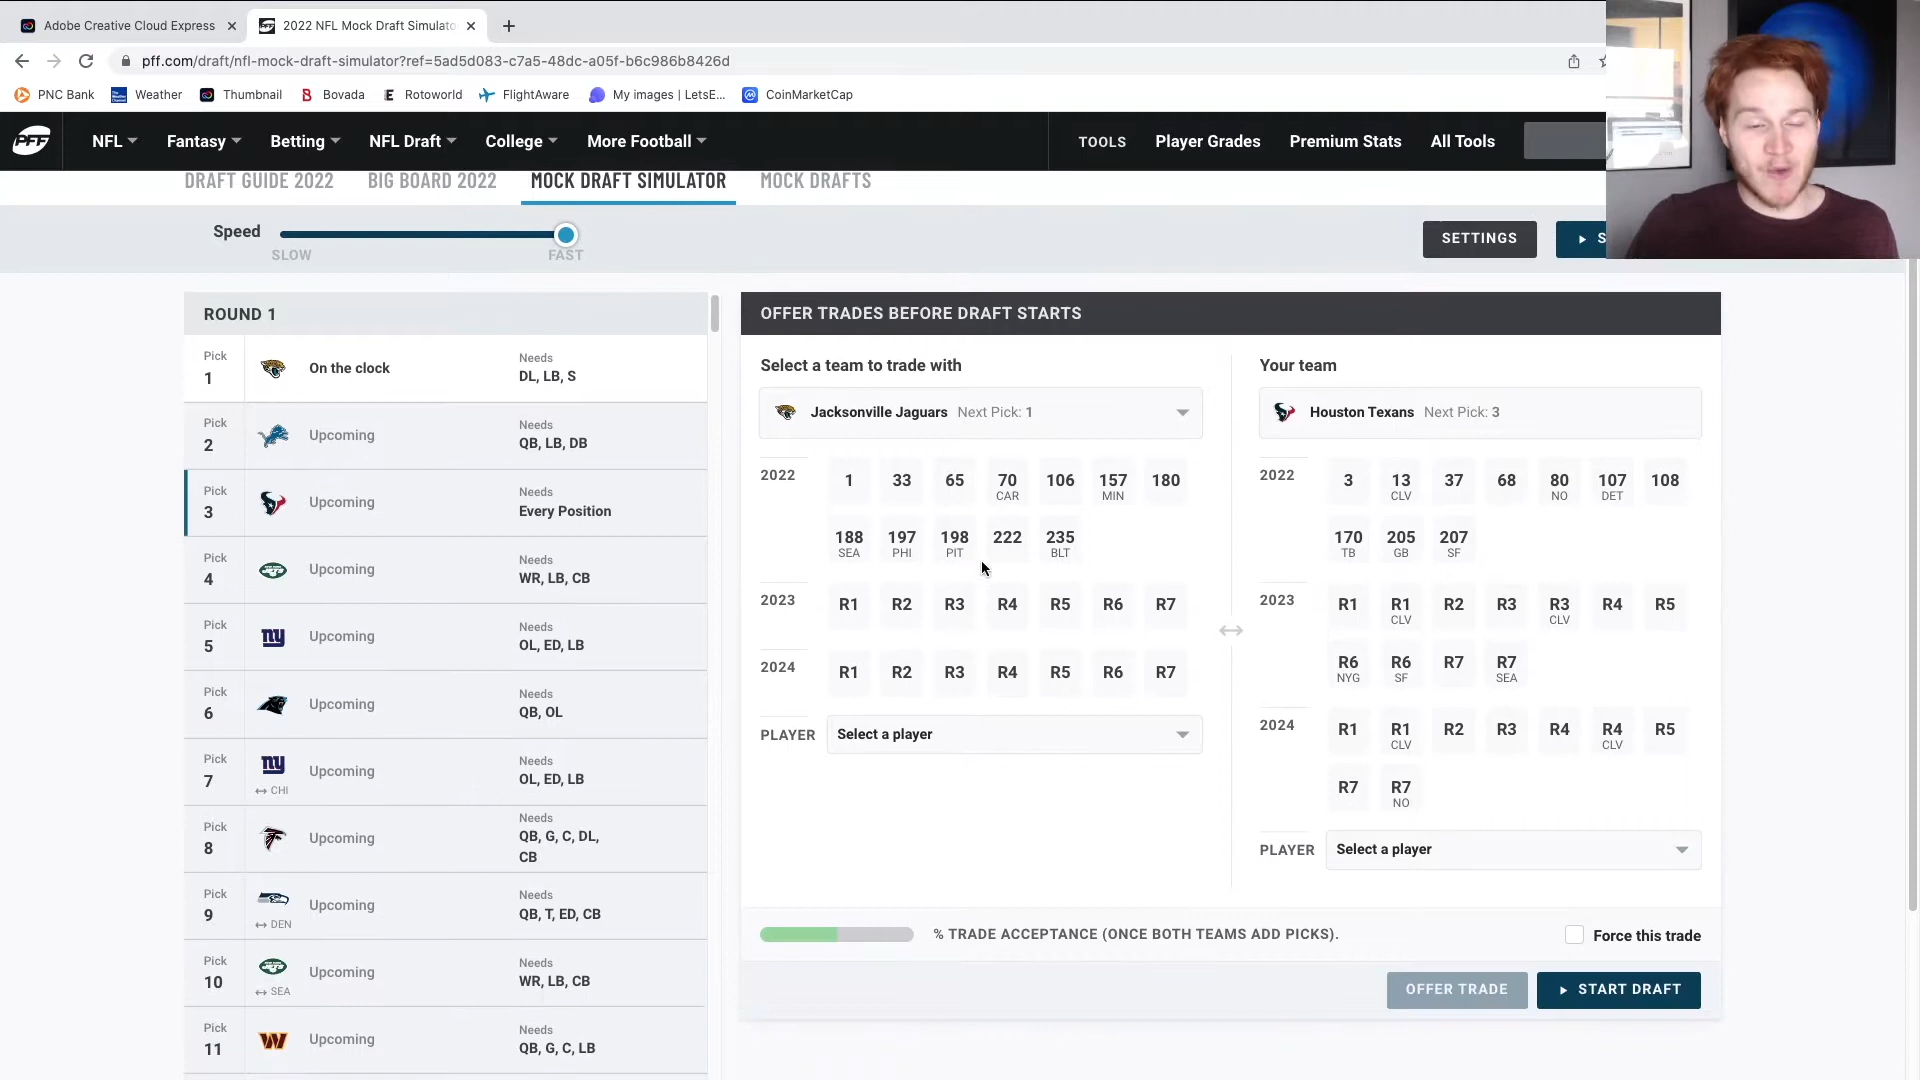 Adobe Creative Cloud Express
2022 NFL Mock Draft Simulato
pff.com/draft/nfl-mock-draft-simulator?ref=5ad5d083-c7a5-48dc-a05f-b6c986b8426d
PNC Bank Weather Thumbnail Bovada Rotoworld FlightAware My images | LetsE... CoinMarketCap
PFF NFL Fantasy Betting NFL Draft College More Football TOOLS Player Grades Premium Stats All Tools
DRAFT GUIDE 2022 BIG BOARD 2022 MOCK DRAFT SIMULATOR MOCK DRAFTS
Speed
SLOW FAST
SETTINGS S
ROUND 1
Pick 1 On the clock Needs DL, LB, S
Pick 2 Upcoming Needs QB, LB, DB
Pick 3 Upcoming Needs Every Position
Pick 4 Upcoming Needs WR, LB, CB
Pick 5 ny Upcoming Needs OL, ED, LB
Pick 6 Upcoming Needs QB, OL
Pick 7 ny ↔ CHI Upcoming Needs OL, ED, LB
Pick 8 Upcoming Needs QB, G, C, DL, CB
Pick 9 ↔ DEN Upcoming Needs QB, T, ED, CB
Pick 10 ↔ SEA Upcoming Needs WR, LB, CB
Pick 11 W Upcoming Needs QB, G, C, LB
OFFER TRADES BEFORE DRAFT STARTS
Select a team to trade with
Jacksonville Jaguars Next Pick: 1
2022 1 33 65 70 CAR 106 157 MIN 180
188 SEA 197 PHI 198 PIT 222 235 BLT
2023 R1 R2 R3 R4 R5 R6 R7
2024 R1 R2 R3 R4 R5 R6 R7
PLAYER Select a player
Your team
Houston Texans Next Pick: 3
2022 3 13 CLV 37 68 80 NO 107 DET 108
170 TB 205 GB 207 SF
2023 R1 R1 CLV R2 R3 R3 CLV R4 R5
R6 NYG R6 SF R7 R7 SEA
2024 R1 R1 CLV R2 R3 R4 R4 CLV R5
R7 R7 NO
PLAYER Select a player
% TRADE ACCEPTANCE (ONCE BOTH TEAMS ADD PICKS). Force this trade
OFFER TRADE START DRAFT